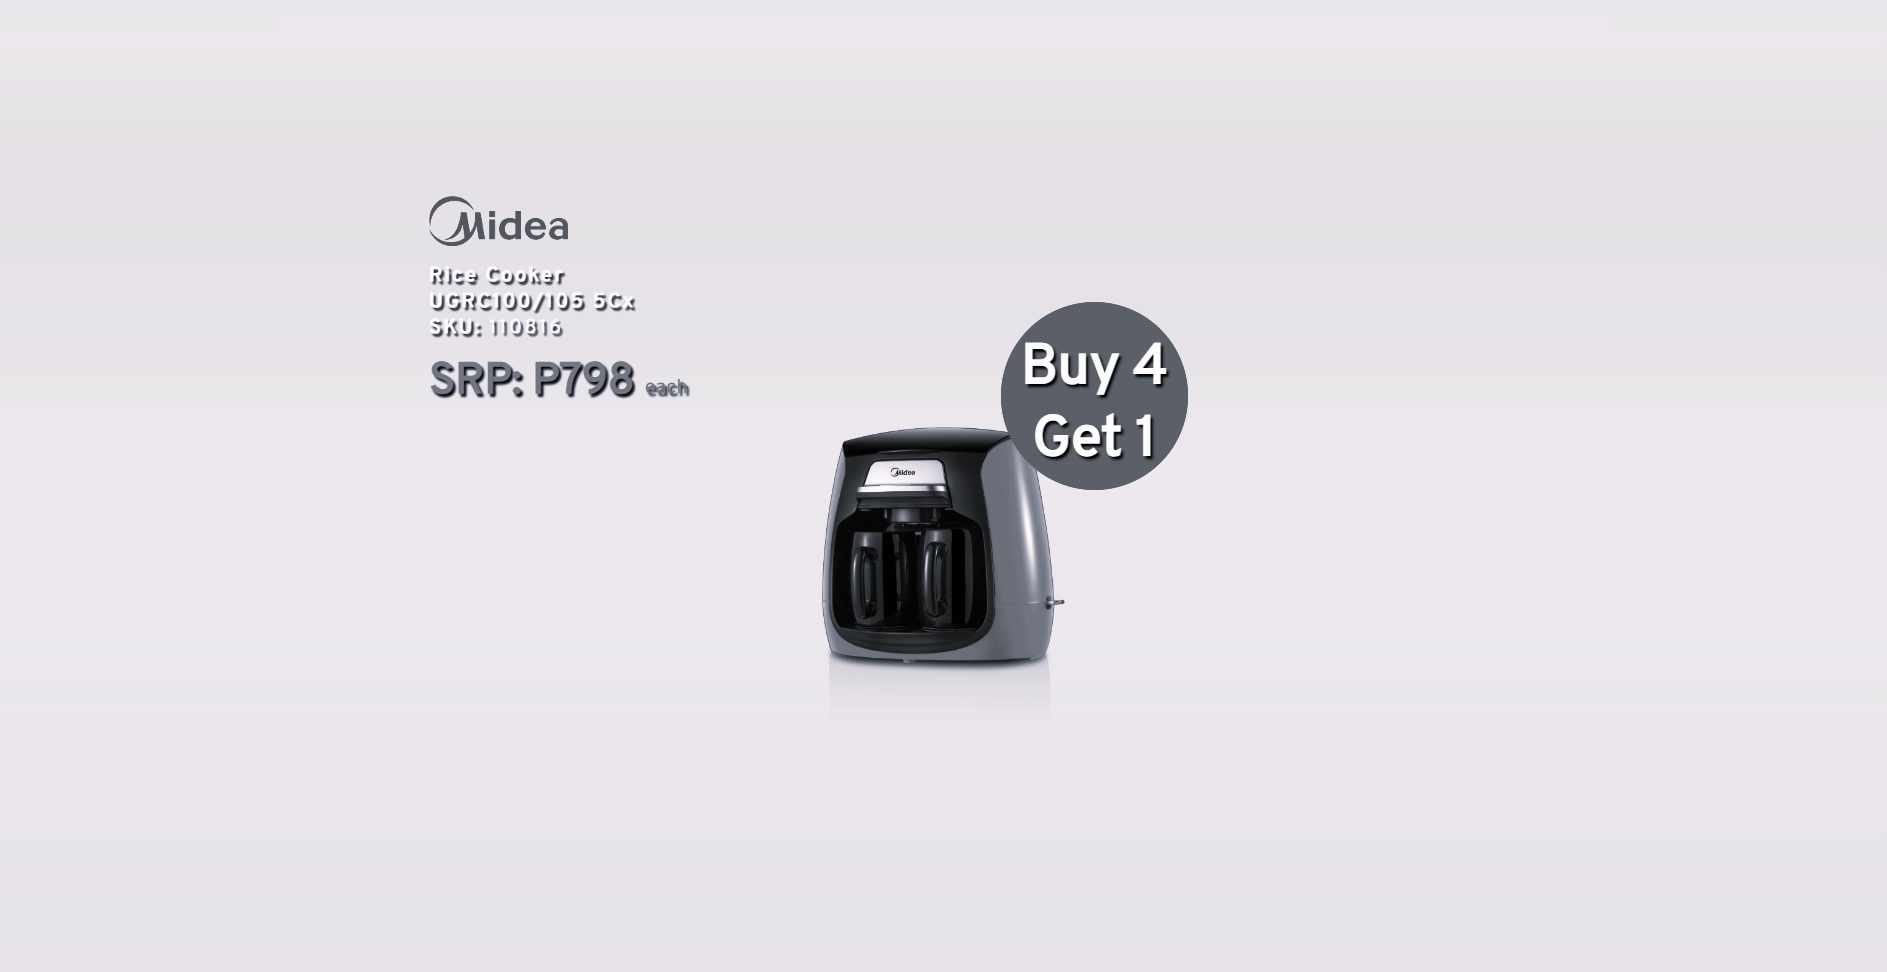 Midea
Rice Cooker
UGRC100/105 5Cx
SKU: 110816
SRP: P798 each
Buy 4
Get 1
Midea